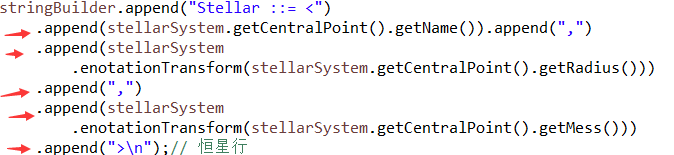 stringBuilder.append("Stellar ::= <")
.append(stellarSystem.getCentralPoint().getName()).append(",")
.append(stellarSystem
.enotationTransform(stellarSystem.getCentralPoint().getRadius()))
.append(",")
.append(stellarSystem
.enotationTransform(stellarSystem.getCentralPoint().getMess()))
.append(">\n");// 恒星行